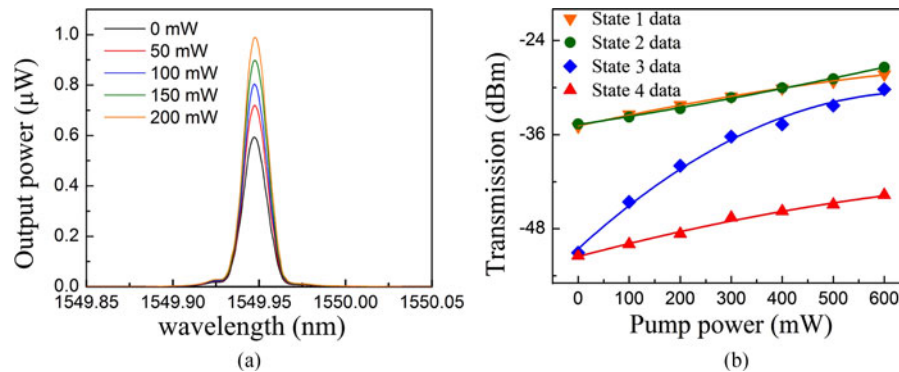 (a)
Output power (μW)
1.0
0.8
0.6
0.4
0.2
0.0
0 mW
50 mW
100 mW
150 mW
200 mW
1549.85
1549.90
1549.95
1550.00
1550.05
wavelength (nm)
(a)
(b)
Transmission (dBm)
-24
-36
-48
State 1 data
State 2 data
State 3 data
State 4 data
0
100
200
300
400
500
600
Pump power (mW)
(b)